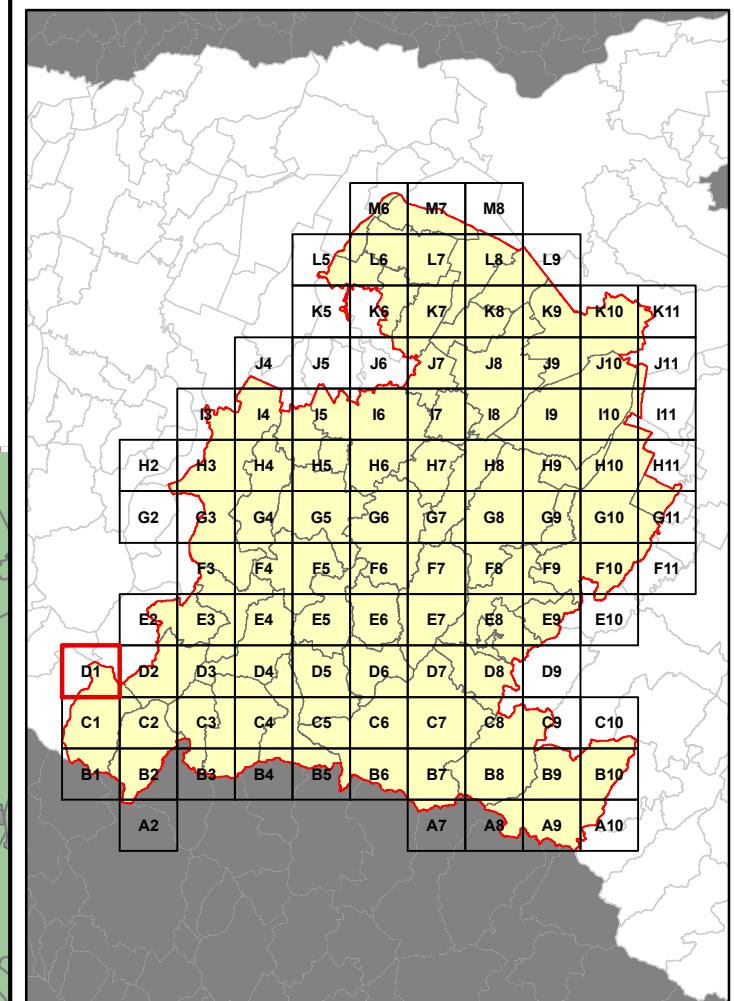 M6 M7 M8
L5 L6 L7 L8 L9
K5 K6 K7 K8 K9 K10 K11
J4 J5 J6 J7 J8 J9 J10 J11
I3 I4 I5 I6 I7 I8 I9 I10 I11
H2 H3 H4 H5 H6 H7 H8 H9 H10 H11
G2 G3 G4 G5 G6 G7 G8 G9 G10 G11
F3 F4 F5 F6 F7 F8 F9 F10 F11
E2 E3 E4 E5 E6 E7 E8 E9 E10
D1 D2 D3 D4 D5 D6 D7 D8 D9
C1 C2 C3 C4 C5 C6 C7 C8 C9 C10
B1 B2 B3 B4 B5 B6 B7 B8 B9 B10
A2 A7 A8 A9 A10